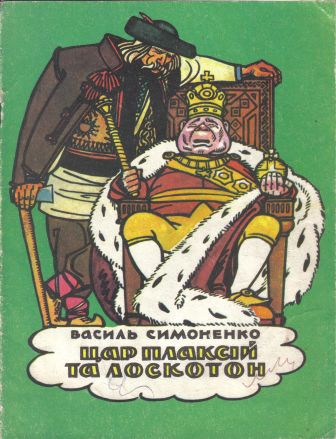 ВАСИЛЬ СИМОНЕНКО
ЦАР ПЛАКСІЙ
ТА ЛОСКОТОН